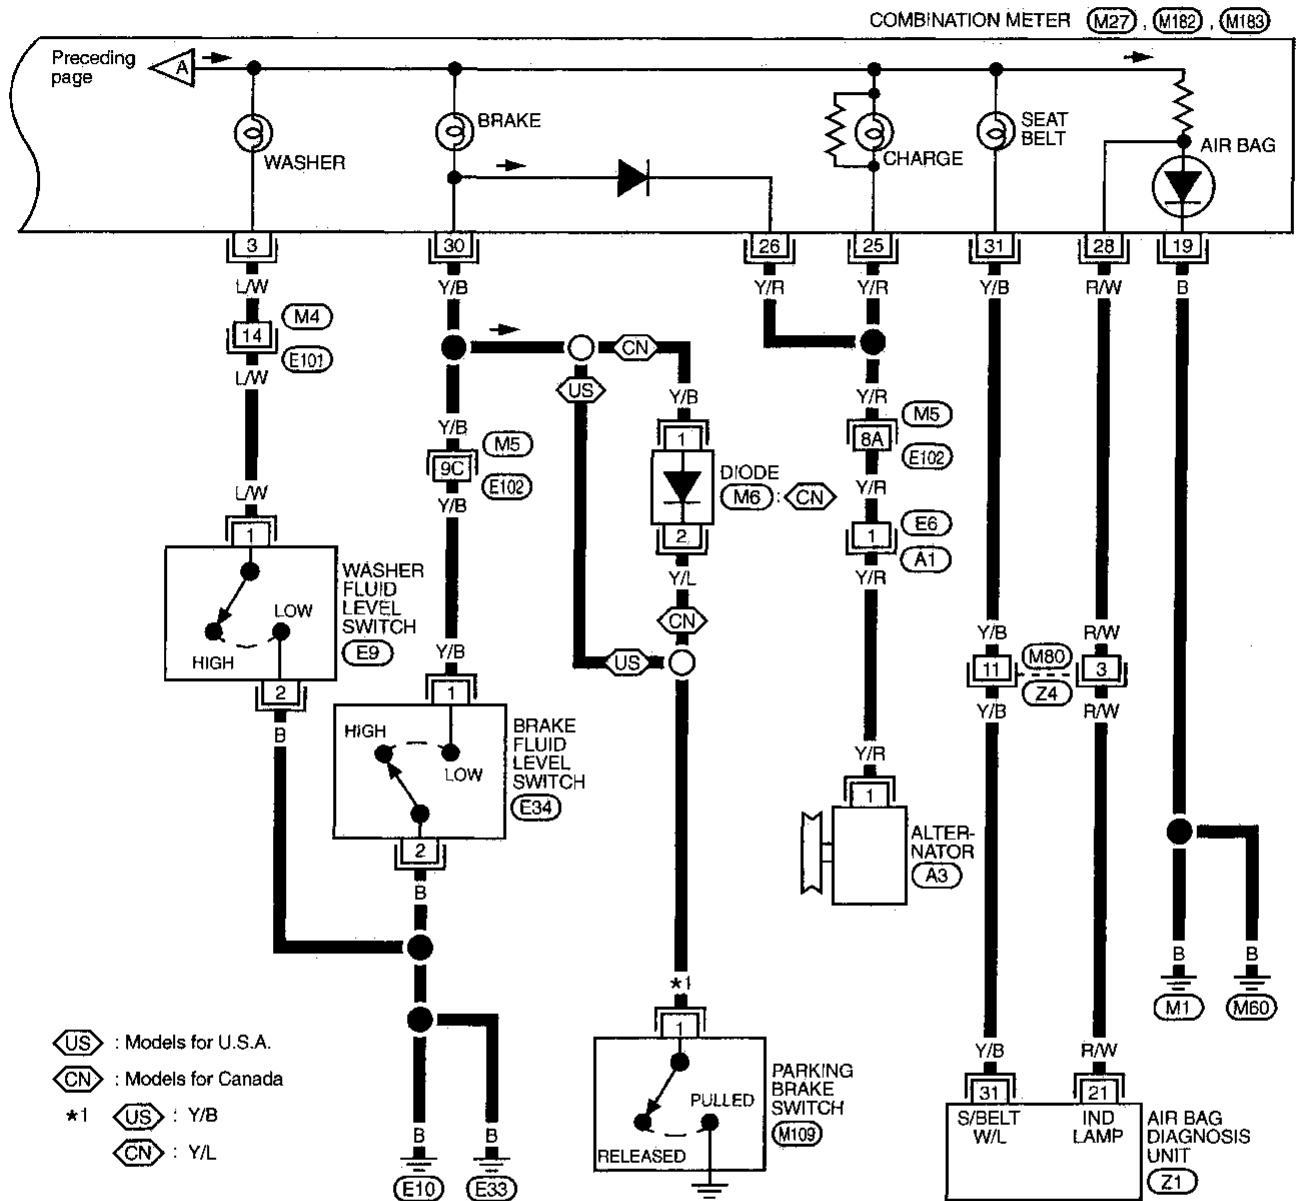 COMBINATION METER M27 , M182 , M183
Preceding
page
A
WASHER
BRAKE
CHARGE
SEAT
BELT
AIR BAG
3
30
26
25
31
28
19
L/W
Y/B
Y/R
Y/R
Y/B
R/W
B
14
M4
E101
L/W
CN
US
Y/B
Y/R
Y/B
M5
9C
E102
Y/B
1
DIODE
M6 : CN
2
Y/L
CN
US
M5
8A
E102
Y/R
E6
1
A1
Y/R
L/W
1
WASHER
FLUID
LEVEL
SWITCH
E9
LOW
HIGH
2
B
Y/B
1
HIGH
LOW
BRAKE
FLUID
LEVEL
SWITCH
E34
2
B
Y/B
R/W
11
M80
Z4
3
Y/B
R/W
Y/R
1
ALTER-
NATOR
A3
*1
1
PARKING
BRAKE
SWITCH
M109
PULLED
RELEASED
B
B
M1
M60
Y/B
R/W
31
21
S/BELT
W/L
IND
LAMP
AIR BAG
DIAGNOSIS
UNIT
Z1
B
B
E10
E33
US : Models for U.S.A.
CN : Models for Canada
*1 US : Y/B
CN : Y/L